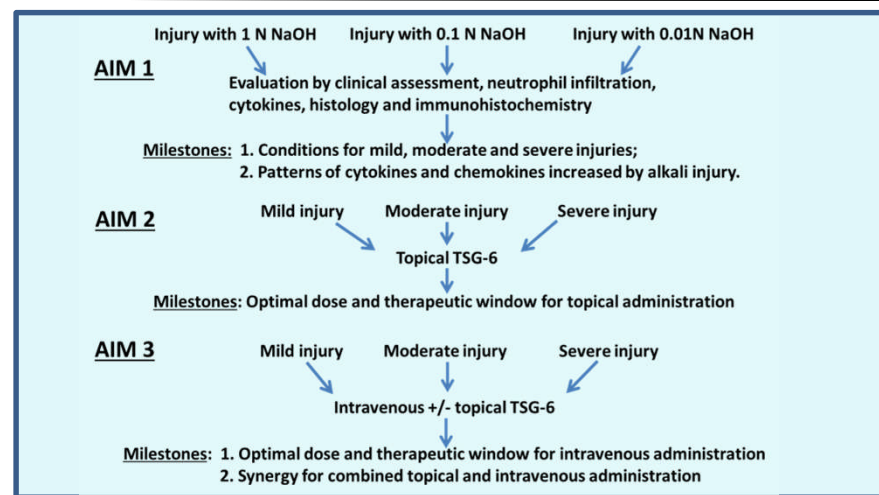 Injury with 1 N NaOH Injury with 0.1 N NaOH Injury with 0.01N NaOH
AIM 1
Evaluation by clinical assessment, neutrophil infiltration,
cytokines, histology and immunohistochemistry
Milestones: 1. Conditions for mild, moderate and severe injuries;
2. Patterns of cytokines and chemokines increased by alkali injury.
AIM 2
Mild injury Moderate injury Severe injury
Topical TSG-6
Milestones: Optimal dose and therapeutic window for topical administration
AIM 3
Mild injury Moderate injury Severe injury
Intravenous +/- topical TSG-6
Milestones: 1. Optimal dose and therapeutic window for intravenous administration
2. Synergy for combined topical and intravenous administration